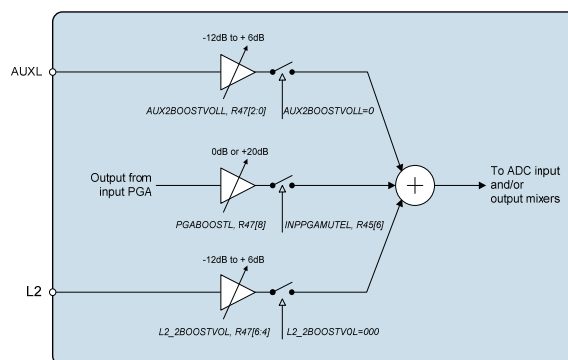 -12dB to + 6dB
AUXL
AUX2BOOSTVOLL, R47[2:0]
AUX2BOOSTVOLL=0
0dB or +20dB
Output from
input PGA
To ADC input
and/or
output mixers
PGABOOSTL, R47[8]
INPPGAMUTEL, R45[6]
-12dB to + 6dB
L2
L2_2BOOSTVOL, R47[6:4]
L2_2BOOSTV0L=000